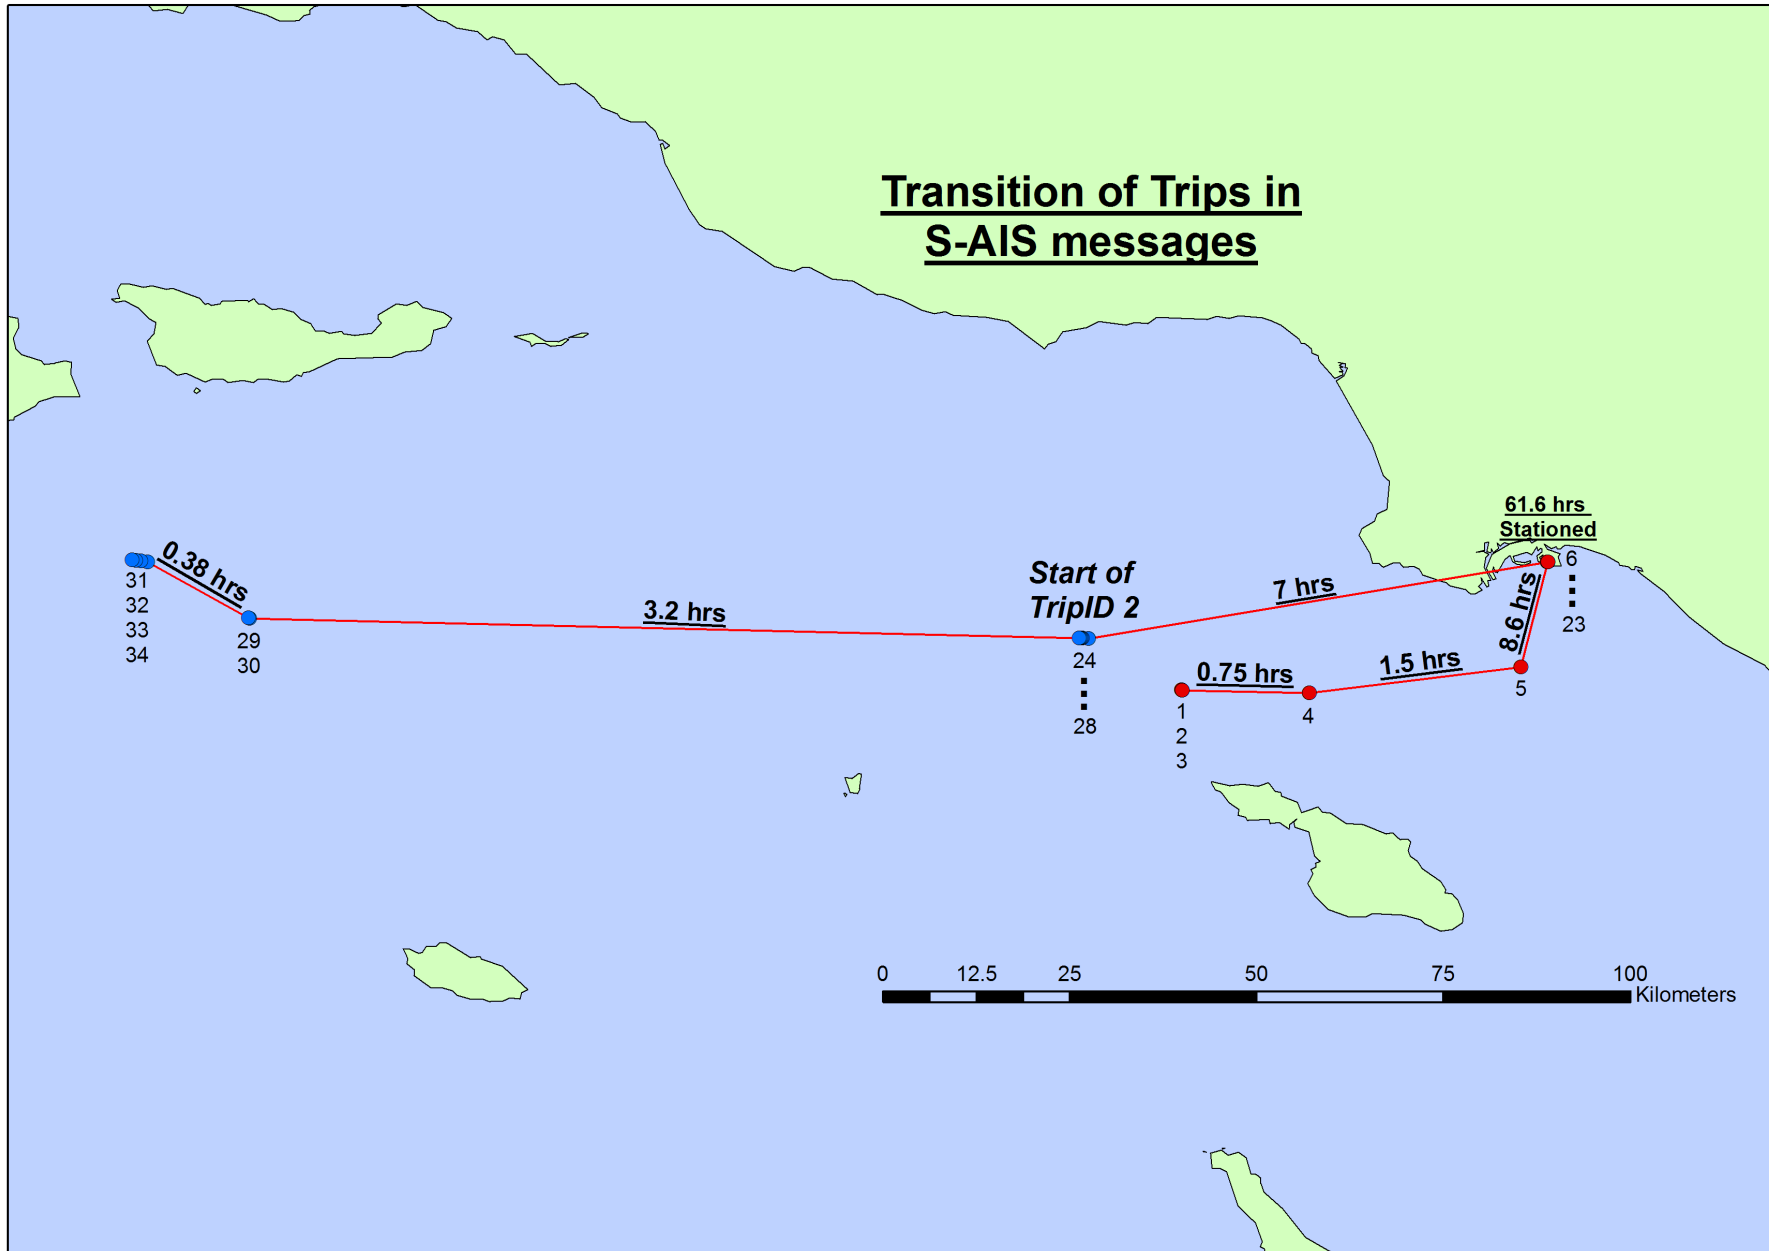 Transition of Trips in
S-AIS messages
61.6 hrs
Stationed
6
23
8.6 hrs
5
1.5 hrs
4
0.75 hrs
1
2
3
7 hrs
Start of
TripID 2
24
28
3.2 hrs
29
30
0.38 hrs
31
32
33
34
0 12.5 25 50 75 100
Kilometers